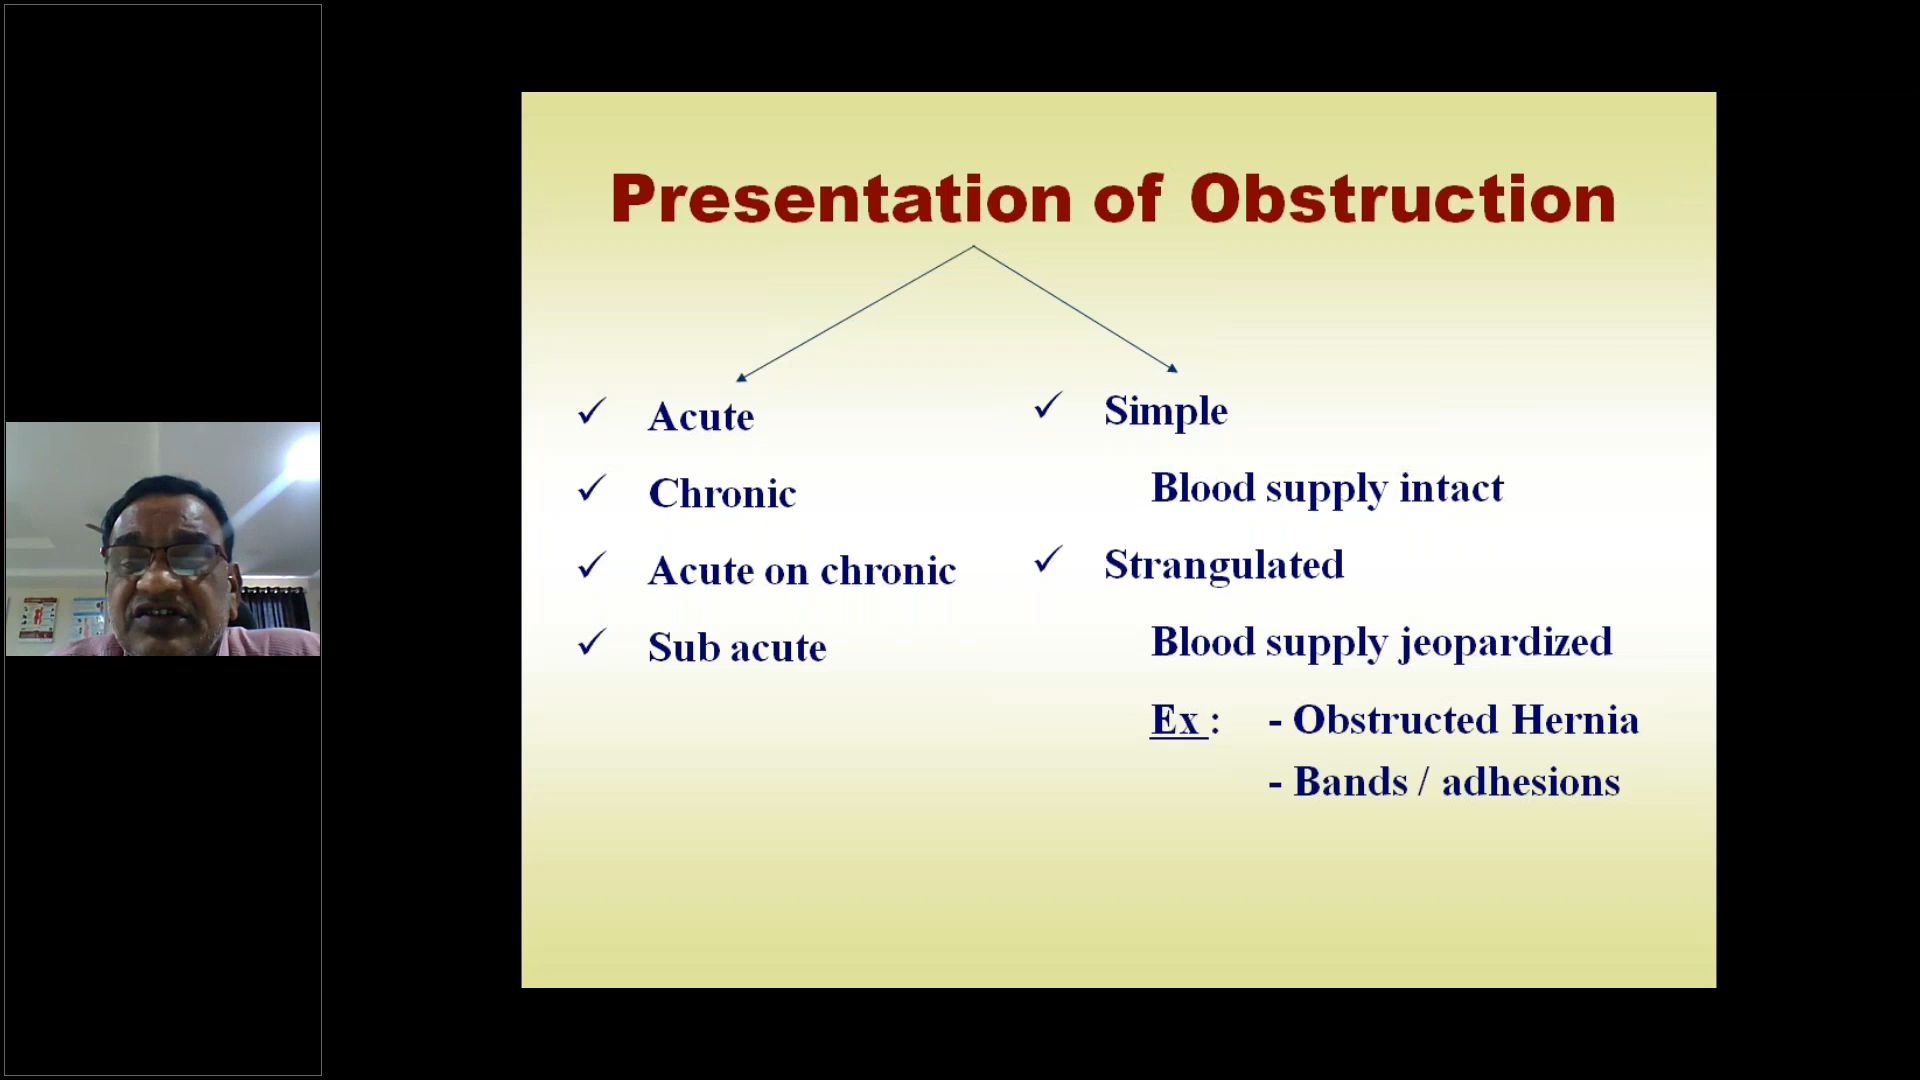 Presentation of Obstruction
✓ Acute
✓ Chronic
✓ Acute on chronic
✓ Sub acute
✓ Simple
Blood supply intact
✓ Strangulated
Blood supply jeopardized
Ex : - Obstructed Hernia
- Bands / adhesions